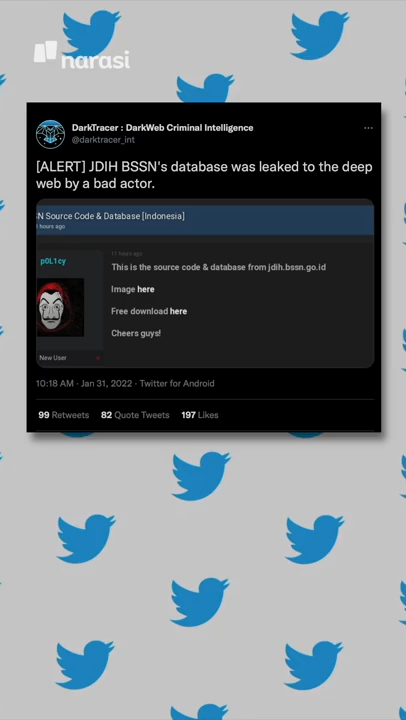 narasi
DarkTracer : DarkWeb Criminal Intelligence
@darktracer_int
[ALERT] JDIH BSSN's database was leaked to the deep
web by a bad actor.
N Source Code & Database [Indonesia]
hours ago
11 hours ago
p0L1cy
This is the source code & database from jdih.bssn.go.id
Image here
Free download here
Cheers guys!
New User
10:18 AM · Jan 31, 2022 · Twitter for Android
99 Retweets 82 Quote Tweets 197 Likes